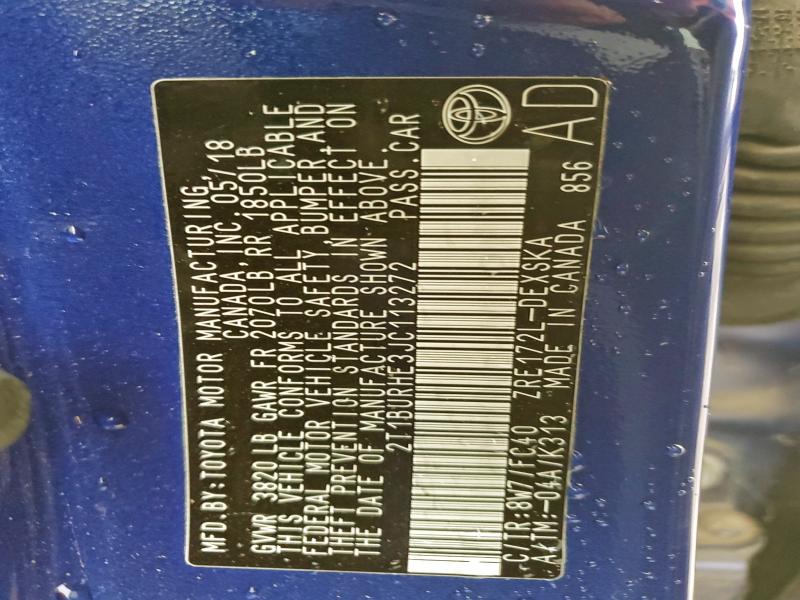 MFD.BY:TOYOTA MOTOR MANUFACTURING,
CANADA,INC. 05/18
GVWR 3820LB GAWR FR 2070LB,RR 1850LB
THIS VEHICLE CONFORMS TO ALL APPLICABLE
FEDERAL MOTOR VEHICLE SAFETY, BUMPER, AND
THEFT PREVENTION STANDARDS IN EFFECT ON
THE DATE OF MANUFACTURE SHOWN ABOVE.
2T1BURHE3JC113272 PASS.CAR
C/TR:8W7/FC40 ZRE172L-DEXSKA
A/TM:-04A/K313 MADE IN CANADA 856
AD